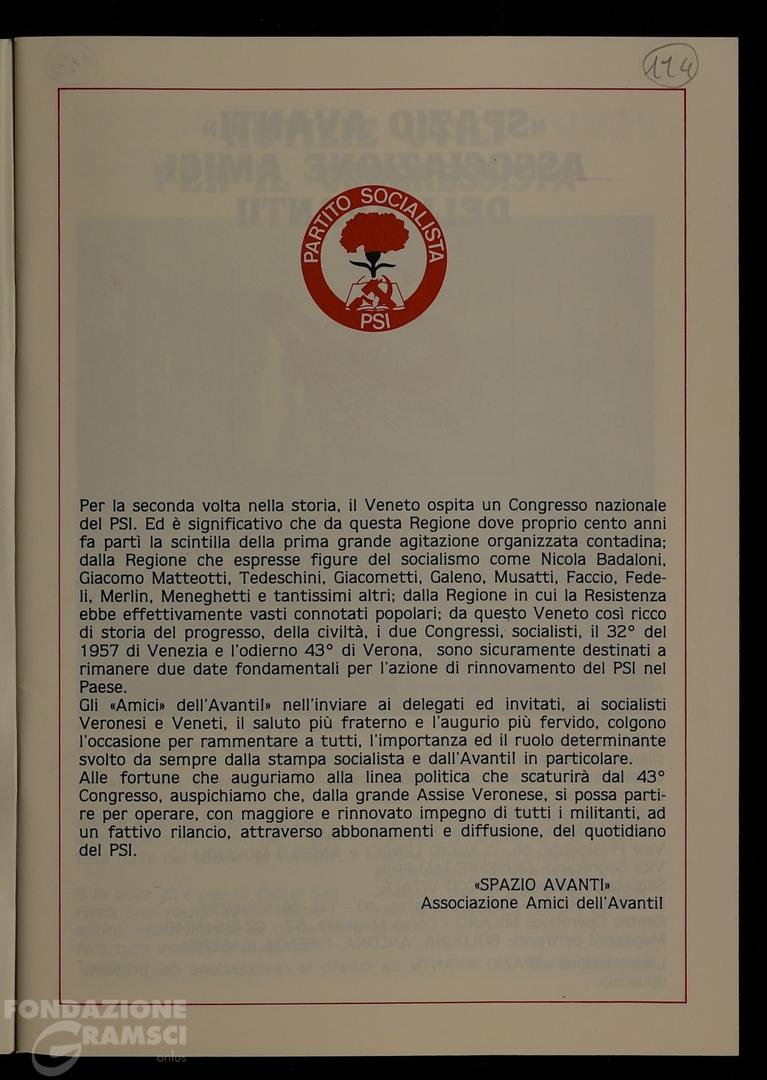 114
PARTITO SOCIALISTA
PSI
Per la seconda volta nella storia, il Veneto ospita un Congresso nazionale
del PSI. Ed è significativo che da questa Regione dove proprio cento anni
fa partì la scintilla della prima grande agitazione organizzata contadina;
dalla Regione che espresse figure del socialismo come Nicola Badaloni,
Giacomo Matteotti, Tedeschini, Giacometti, Galeno, Musatti, Faccio, Fede-
li, Merlin, Meneghetti e tantissimi altri; dalla Regione in cui la Resistenza
ebbe effettivamente vasti connotati popolari; da questo Veneto così ricco
di storia del progresso, della civiltà, i due Congressi, socialisti, il 32° del
1957 di Venezia e l'odierno 43° di Verona, sono sicuramente destinati a
rimanere due date fondamentali per l'azione di rinnovamento del PSI nel
Paese.
Gli «Amici» dell'Avanti!» nell'inviare ai delegati ed invitati, ai socialisti
Veronesi e Veneti, il saluto più fraterno e l'augurio più fervido, colgono
l'occasione per rammentare a tutti, l'importanza ed il ruolo determinante
svolto da sempre dalla stampa socialista e dall'Avanti! in particolare.
Alle fortune che auguriamo alla linea politica che scaturirà dal 43°
Congresso, auspichiamo che, dalla grande Assise Veronese, si possa parti-
re per operare, con maggiore e rinnovato impegno di tutti i militanti, ad
un fattivo rilancio, attraverso abbonamenti e diffusione, del quotidiano
del PSI.
«SPAZIO AVANTI»
Associazione Amici dell'Avanti!
FONDAZIONE
GRAMSCI
onlus